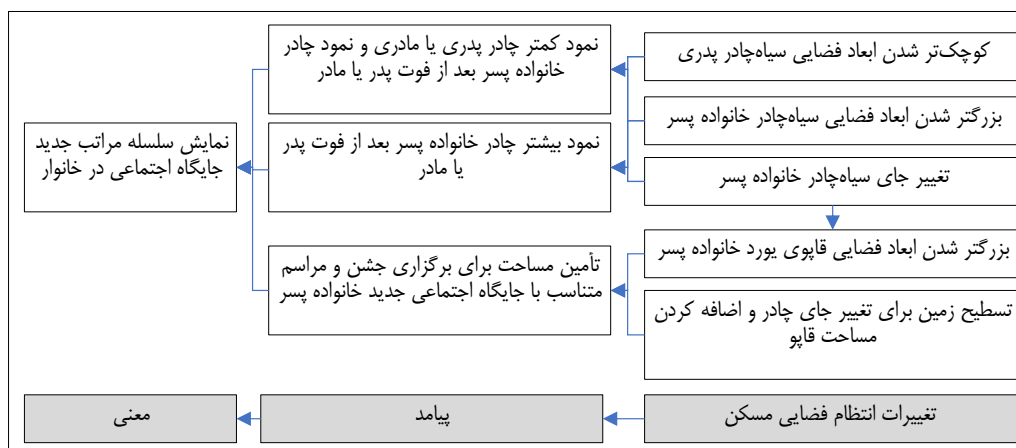 کوچک‌تر شدن ابعاد فضایی سیاه‌چادر پدری
بزرگتر شدن ابعاد فضایی سیاه‌چادر خانواده پسر
تغییر جای سیاه‌چادر خانواده پسر
بزرگتر شدن ابعاد فضایی قاپوی یورد خانواده پسر
تسطیح زمین برای تغییر جای چادر و اضافه کردن
مساحت قاپو
نمود کمتر چادر پدری یا مادری و نمود چادر
خانواده پسر بعد از فوت پدر یا مادر
نمود بیشتر چادر خانواده پسر بعد از فوت پدر
یا مادر
تأمین مساحت برای برگزاری جشن و مراسم
متناسب با جایگاه اجتماعی جدید خانواده پسر
نمایش سلسله مراتب جدید
جایگاه اجتماعی در خانوار
تغییرات انتظام فضایی مسکن
پیامد
معنی